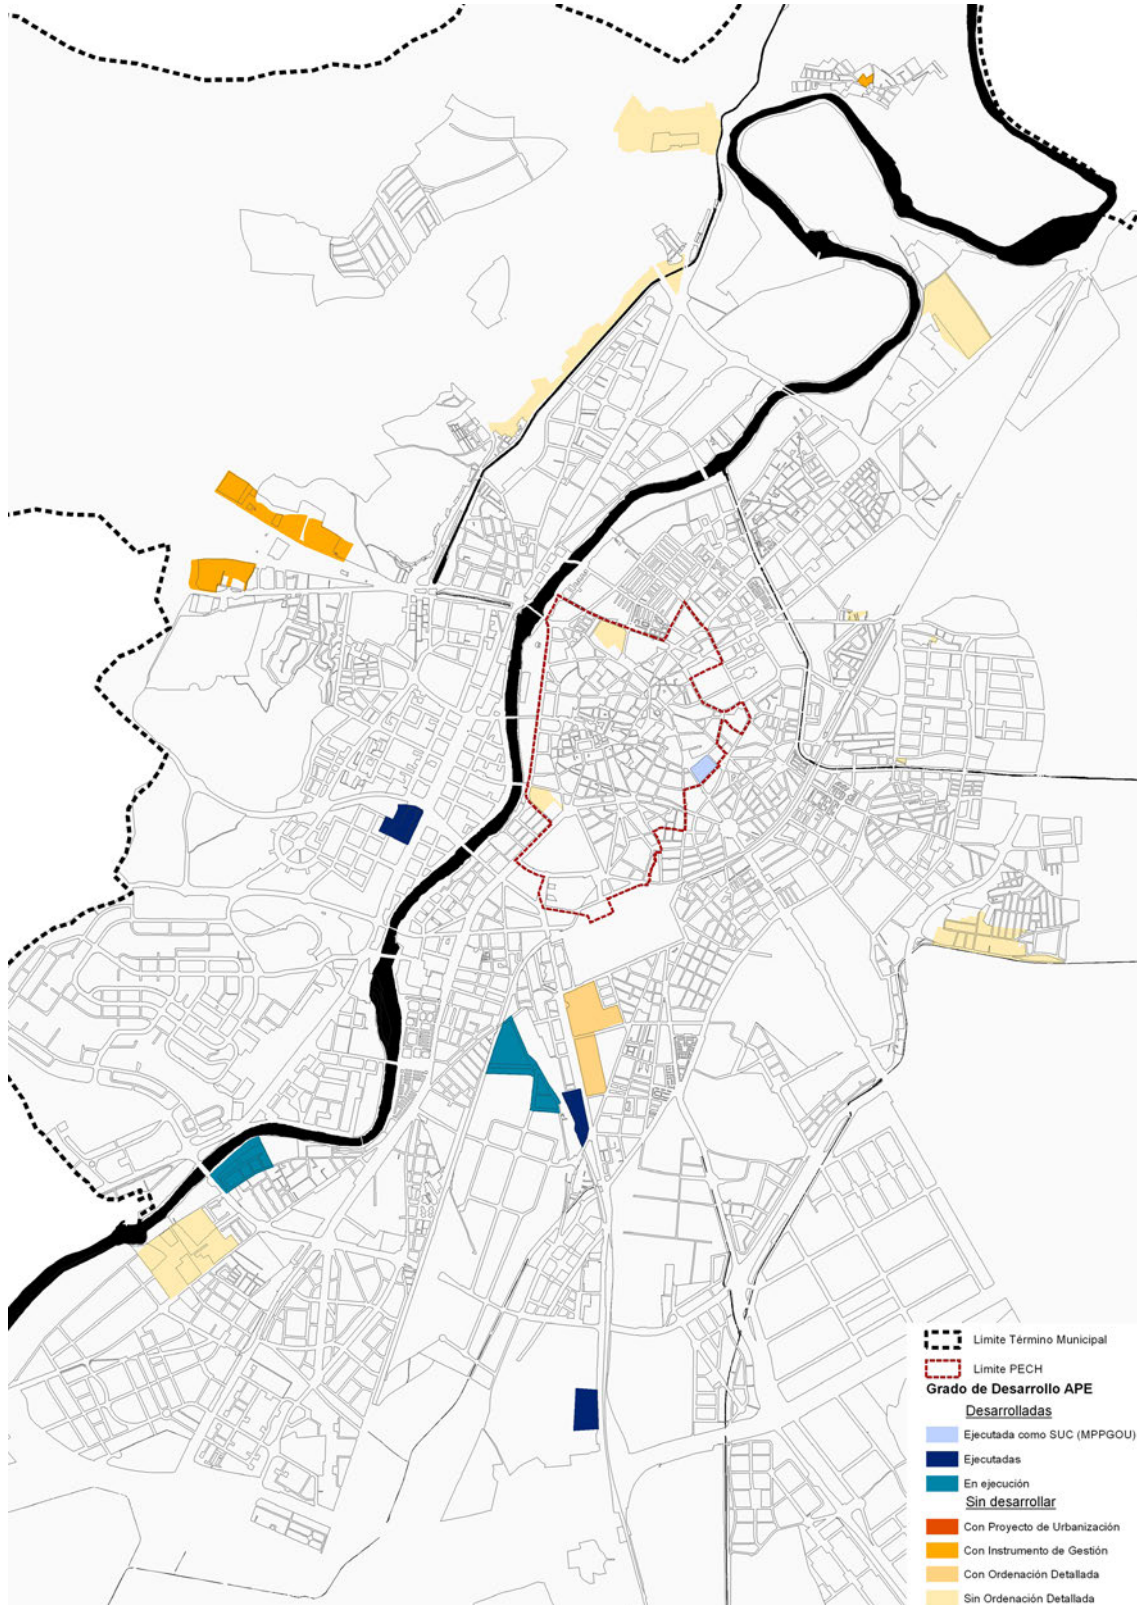 Límite Término Municipal
Límite PECH
Grado de Desarrollo APE
Desarrolladas
Ejecutada como SUC (MPPGOU)
Ejecutadas
En ejecución
Sin desarrollar
Con Proyecto de Urbanización
Con Instrumento de Gestión
Con Ordenación Detallada
Sin Ordenación Detallada